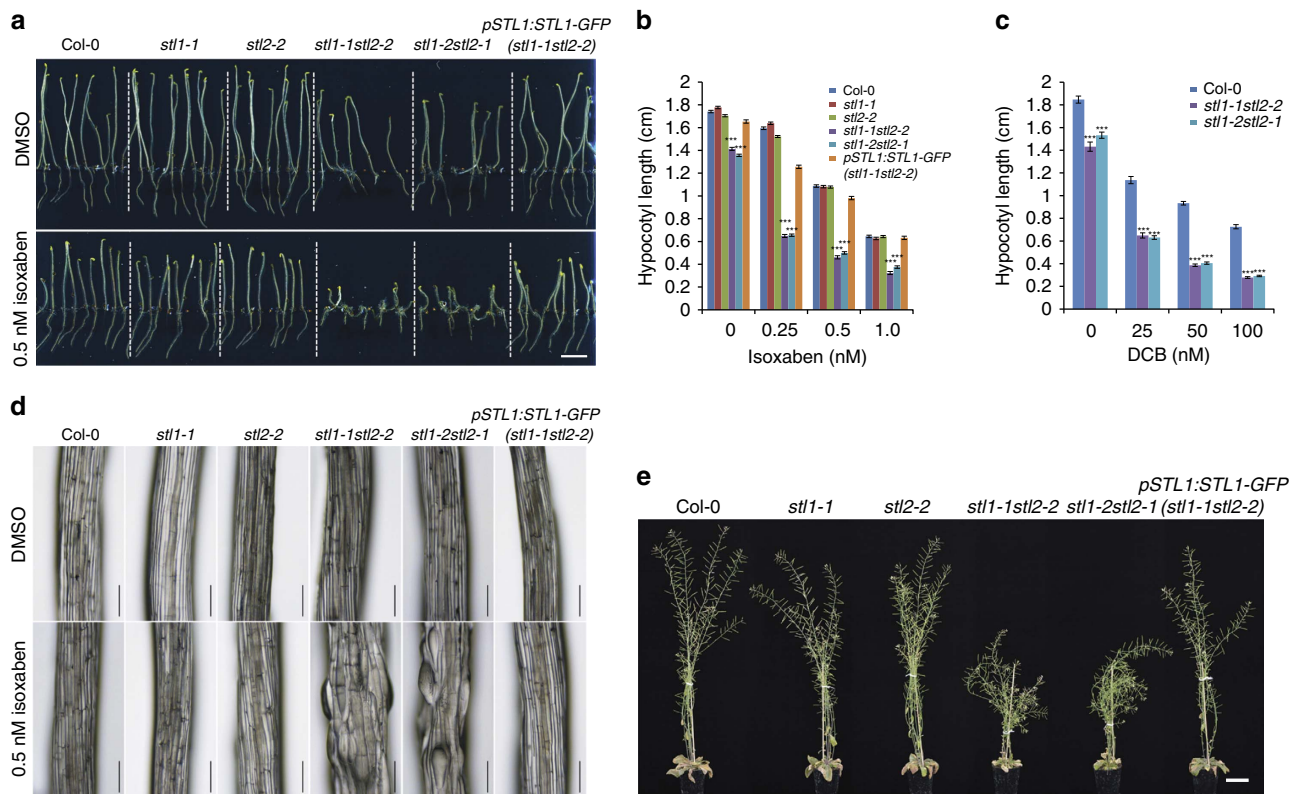 a
pSTL1:STL1-GFP
Col-0 stl1-1 stl2-2 stl1-1stl2-2 stl1-2stl2-1 (stl1-1stl2-2)
DMSO
0.5 nM isoxaben
b
2
1.8
1.6
1.4
1.2
1
0.8
0.6
0.4
0.2
0
Hypocotyl length (cm)
Col-0
stl1-1
stl2-2
stl1-1stl2-2
stl1-2stl2-1
pSTL1:STL1-GFP
(stl1-1stl2-2)
*** ***
*** ***
*** ***
*** ***
0 0.25 0.5 1.0
Isoxaben (nM)
c
2
1.8
1.6
1.4
1.2
1
0.8
0.6
0.4
0.2
0
Hypocotyl length (cm)
Col-0
stl1-1stl2-2
stl1-2stl2-1
*** ***
*** ***
*** ***
*** ***
0 25 50 100
DCB (nM)
d
pSTL1:STL1-GFP
Col-0 stl1-1 stl2-2 stl1-1stl2-2 stl1-2stl2-1 (stl1-1stl2-2)
DMSO
0.5 nM isoxaben
e
pSTL1:STL1-GFP
Col-0 stl1-1 stl2-2 stl1-1stl2-2 stl1-2stl2-1 (stl1-1stl2-2)